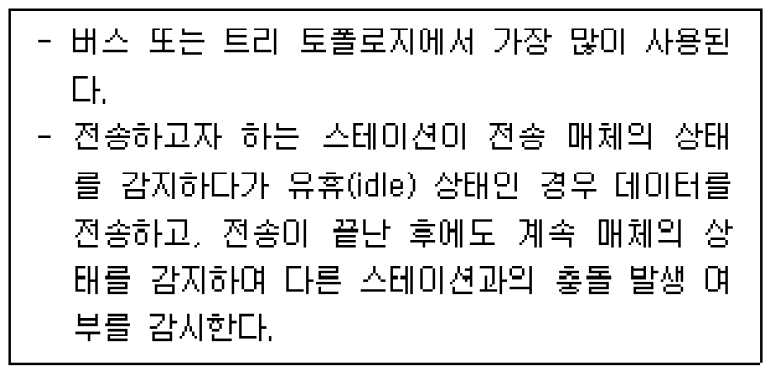 - 버스 또는 트리 토폴로지에서 가장 많이 사용된
다.
- 전송하고자 하는 스테이션이 전송 매체의 상태
를 감지하다가 유휴(idle) 상태인 경우 데이터를
전송하고, 전송이 끝난 후에도 계속 매체의 상
태를 감지하여 다른 스테이션과의 충돌 발생 여
부를 감시한다.